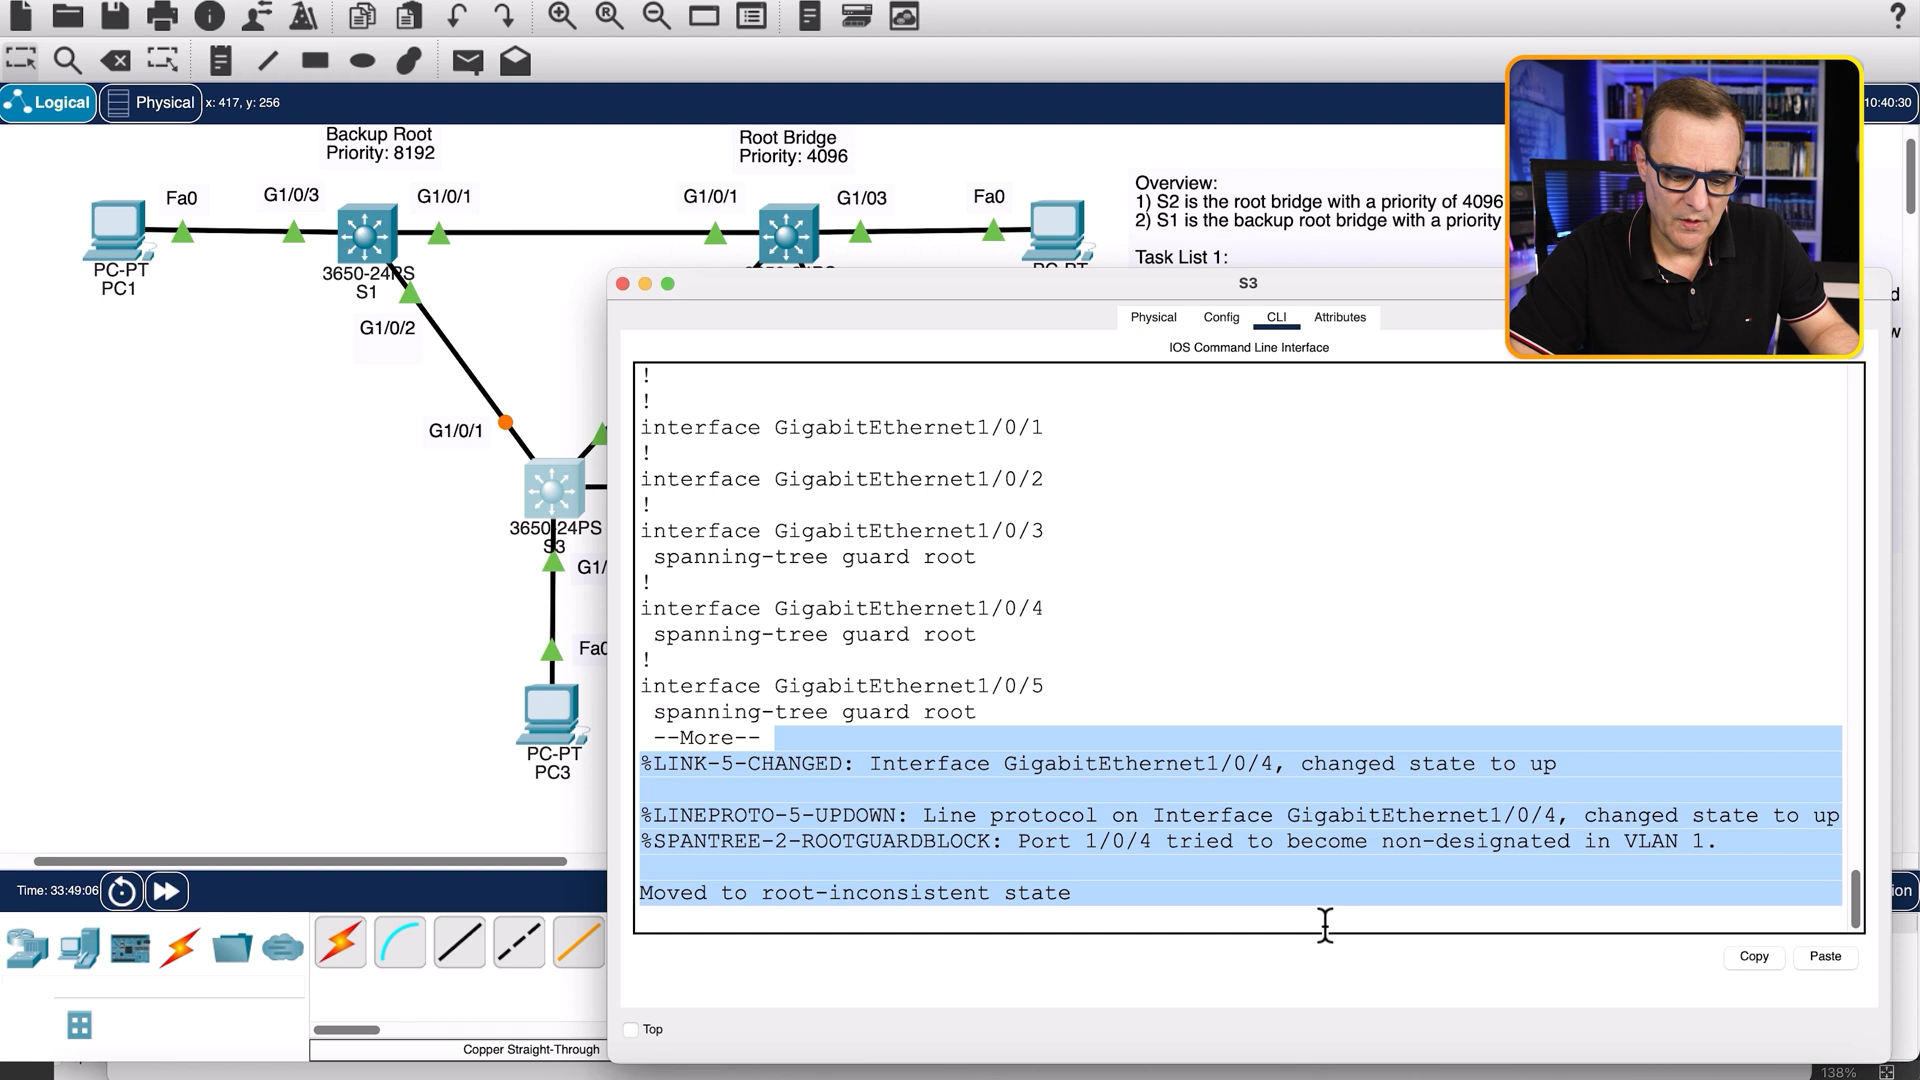 Logical
Physical
x: 417, y: 256
10:40:30
Backup Root
Priority: 8192
Root Bridge
Priority: 4096
Fa0
G1/0/3
G1/0/1
G1/0/1
G1/03
Fa0
Overview:
1) S2 is the root bridge with a priority of 4096
2) S1 is the backup root bridge with a priority
Task List 1:
PC-PT
PC1
3650-24PS
S1
G1/0/2
G1/0/1
3650-24PS
S3
G1/
Fa0
PC-PT
PC3
S3
Physical
Config
CLI
Attributes
IOS Command Line Interface
!
!
interface GigabitEthernet1/0/1
!
interface GigabitEthernet1/0/2
!
interface GigabitEthernet1/0/3
spanning-tree guard root
!
interface GigabitEthernet1/0/4
spanning-tree guard root
!
interface GigabitEthernet1/0/5
spanning-tree guard root
--More--
%LINK-5-CHANGED: Interface GigabitEthernet1/0/4, changed state to up
%LINEPROTO-5-UPDOWN: Line protocol on Interface GigabitEthernet1/0/4, changed state to up
%SPANTREE-2-ROOTGUARDBLOCK: Port 1/0/4 tried to become non-designated in VLAN 1.
Moved to root-inconsistent state
Copy
Paste
Top
Time: 33:49:06
Copper Straight-Through
138%